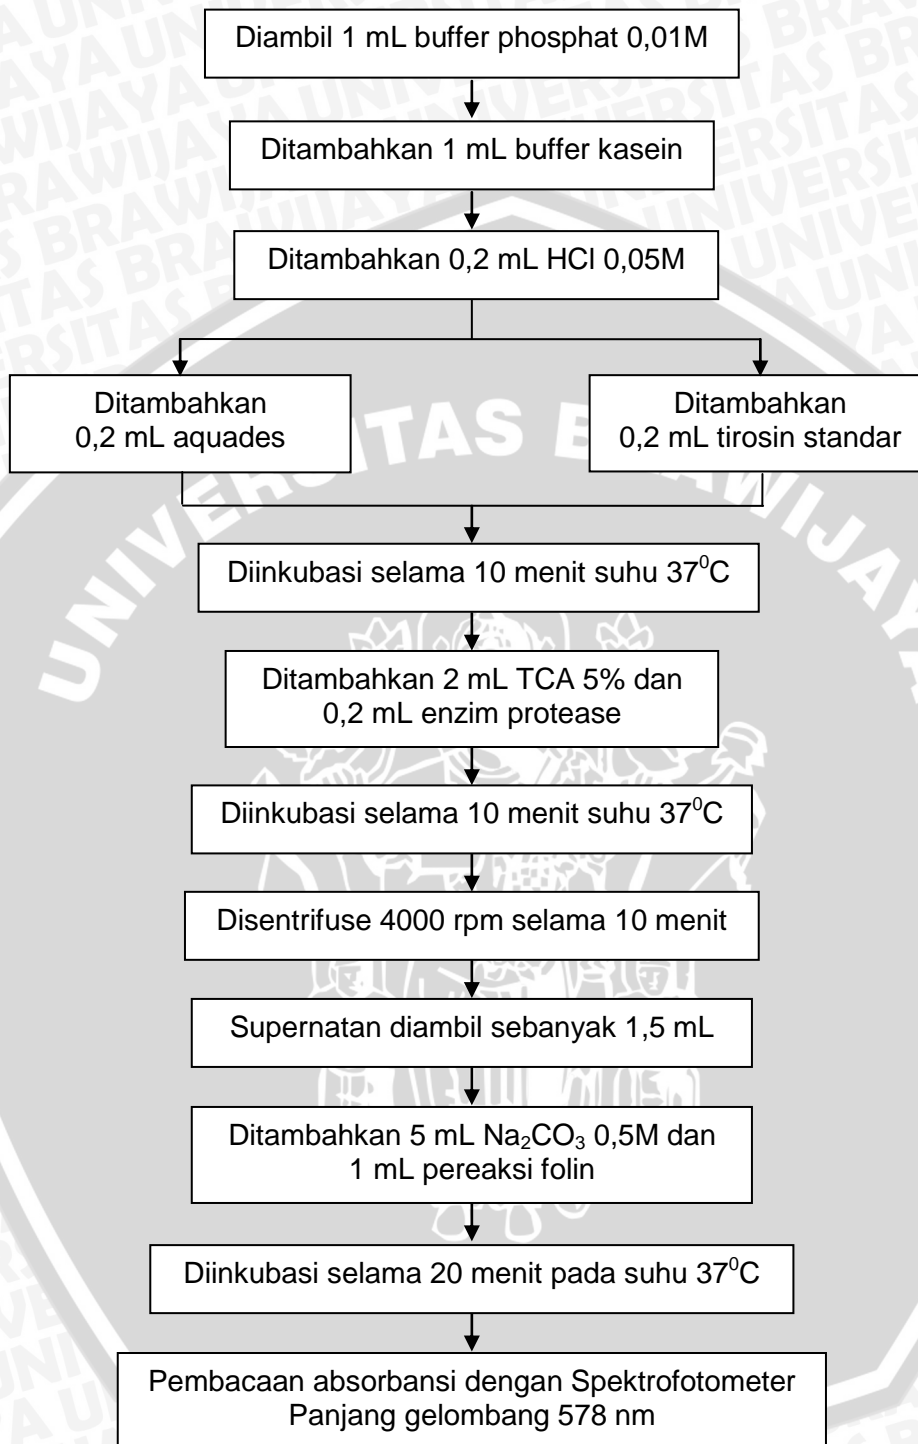 Diambil 1 mL buffer phosphat 0,01M
Ditambahkan 1 mL buffer kasein
Ditambahkan 0,2 mL HCl 0,05M
Ditambahkan
0,2 mL aquades
Ditambahkan
0,2 mL tirosin standar
UNIVERSITAS BRAWIJAYA
Diinkubasi selama 10 menit suhu 37⁰C
Ditambahkan 2 mL TCA 5% dan
0,2 mL enzim protease
Diinkubasi selama 10 menit suhu 37⁰C
Disentrifuse 4000 rpm selama 10 menit
Supernatan diambil sebanyak 1,5 mL
Ditambahkan 5 mL Na₂CO₃ 0,5M dan
1 mL pereaksi folin
Diinkubasi selama 20 menit pada suhu 37⁰C
Pembacaan absorbansi dengan Spektrofotometer
Panjang gelombang 578 nm